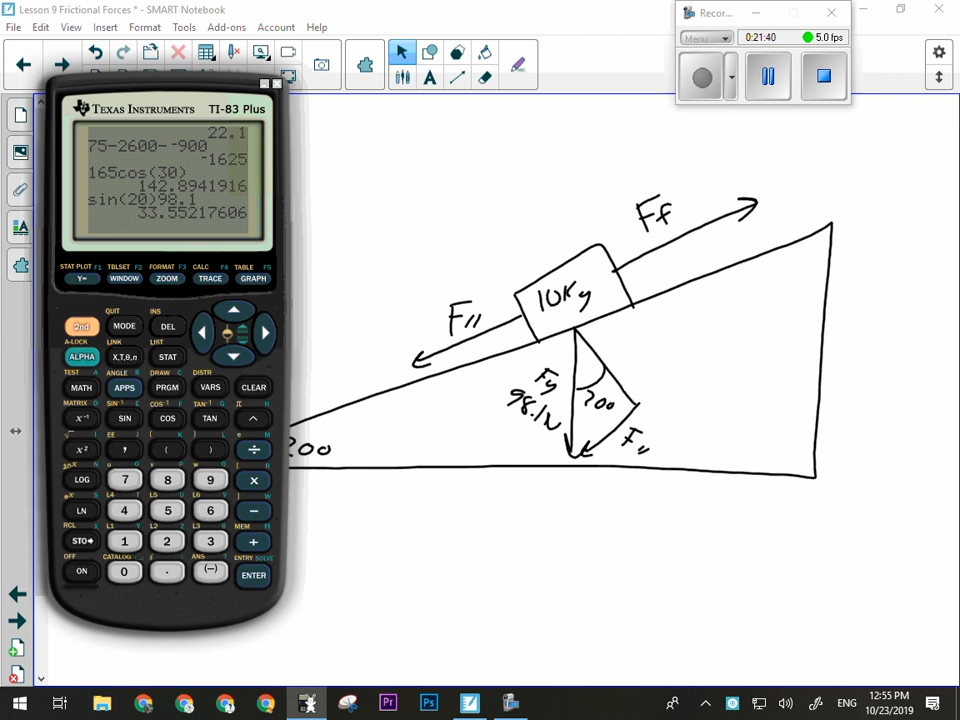 Lesson 9 Frictional Forces * - SMART Notebook
File Edit View Insert Format Tools Add-ons Account Help
Recor...
Menu
0:21:40
5.0 fps
TEXAS INSTRUMENTS TI-83 Plus
22.1
75-2600-⁻900
⁻1625
165cos(30)
142.8941916
sin(20)98.1
33.55217606
STAT PLOT F1 TBLSET F2 FORMAT F3 CALC F4 TABLE F5
Y= WINDOW ZOOM TRACE GRAPH
QUIT INS
2nd MODE DEL
A-LOCK LINK LIST
ALPHA X,T,θ,n STAT
TEST A ANGLE B DRAW C DISTR
MATH APPS PRGM VARS CLEAR
MATRIX D SIN⁻¹ E COS⁻¹ F TAN⁻¹ G π H
x⁻¹ SIN COS TAN ^
√ I EE J { K } L e M
x² , ( ) ÷
10ˣ N u O v P w Q [ R
LOG 7 8 9 ×
eˣ S L4 T L5 U L6 V ] W
LN 4 5 6 −
RCL X L1 Y L2 Z L3 θ MEM "
STO➔ 1 2 3 +
OFF CATALOG i : ANS ? ENTRY SOLVE
ON 0 . (−) ENTER
Ff
10Kg
F//
Fg
98.1N
20°
F//
20°
ENG
12:55 PM
10/23/2019